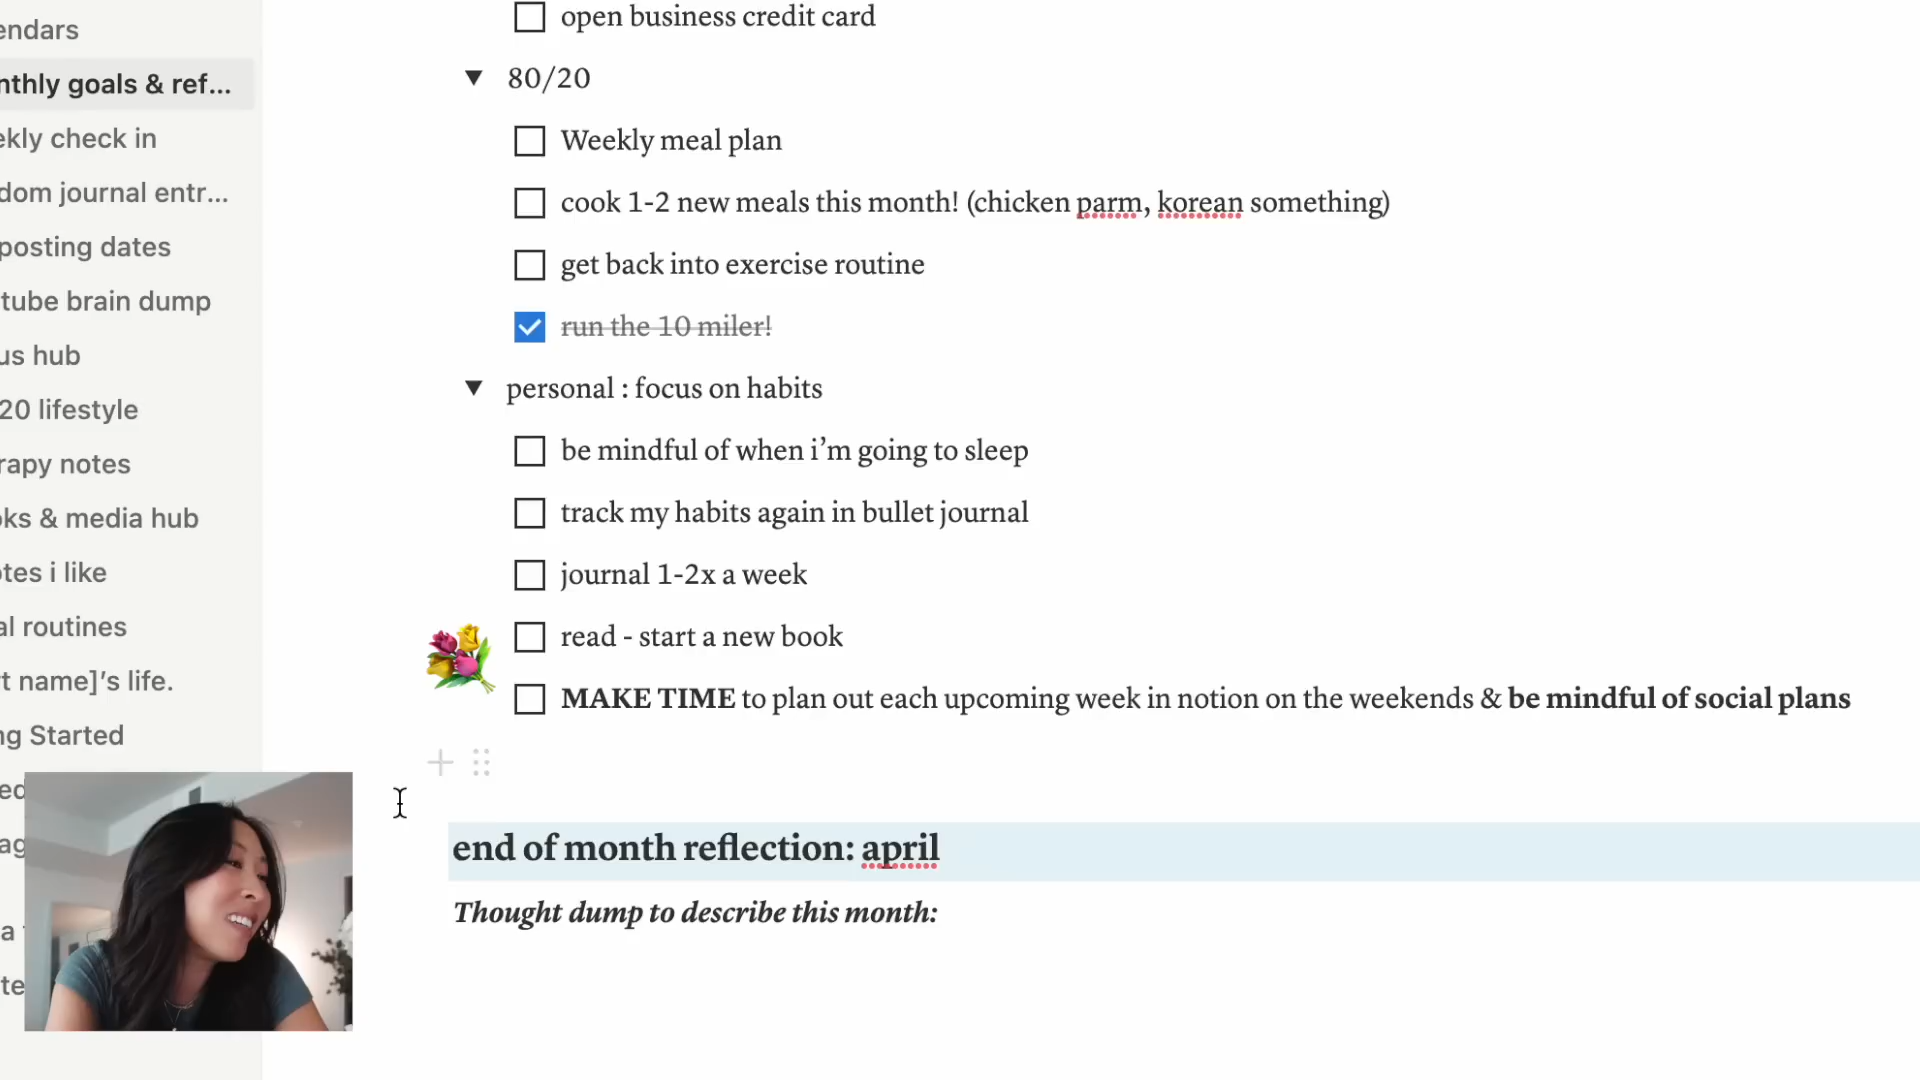 endars
nthly goals & ref...
ekly check in
dom journal entr...
posting dates
tube brain dump
us hub
20 lifestyle
rapy notes
oks & media hub
otes i like
al routines
t name]'s life.
ng Started
ed
ag
a
te
open business credit card
80/20
Weekly meal plan
cook 1-2 new meals this month! (chicken parm, korean something)
get back into exercise routine
run the 10 miler!
personal : focus on habits
be mindful of when i’m going to sleep
track my habits again in bullet journal
journal 1-2x a week
read - start a new book
MAKE TIME to plan out each upcoming week in notion on the weekends & be mindful of social plans
end of month reflection: april
Thought dump to describe this month: